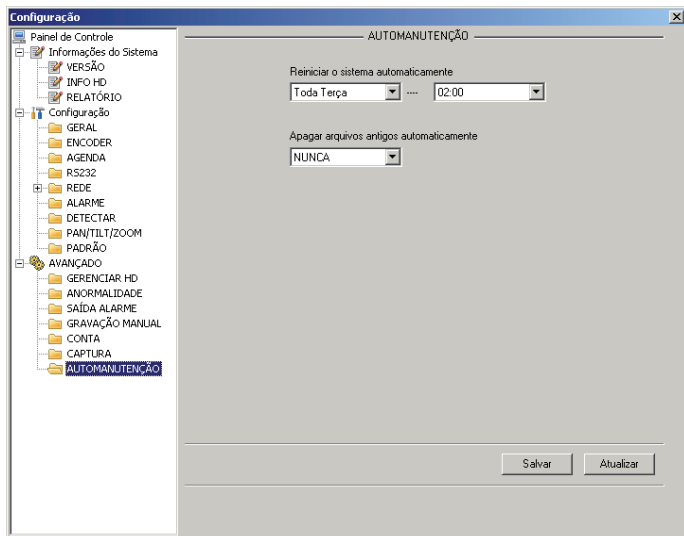 Configuração
Painel de Controle
Informações do Sistema
VERSÃO
INFO HD
RELATÓRIO
Configuração
GERAL
ENCODER
AGENDA
RS232
REDE
ALARME
DETECTAR
PAN/TILT/ZOOM
PADRÃO
AVANÇADO
GERENCIAR HD
ANORMALIDADE
SAÍDA ALARME
GRAVAÇÃO MANUAL
CONTA
CAPTURA
AUTOMANUTENÇÃO
AUTOMANUTENÇÃO
Reiniciar o sistema automaticamente
Toda Terça ---- 02:00
Apagar arquivos antigos automaticamente
NUNCA
Salvar Atualizar